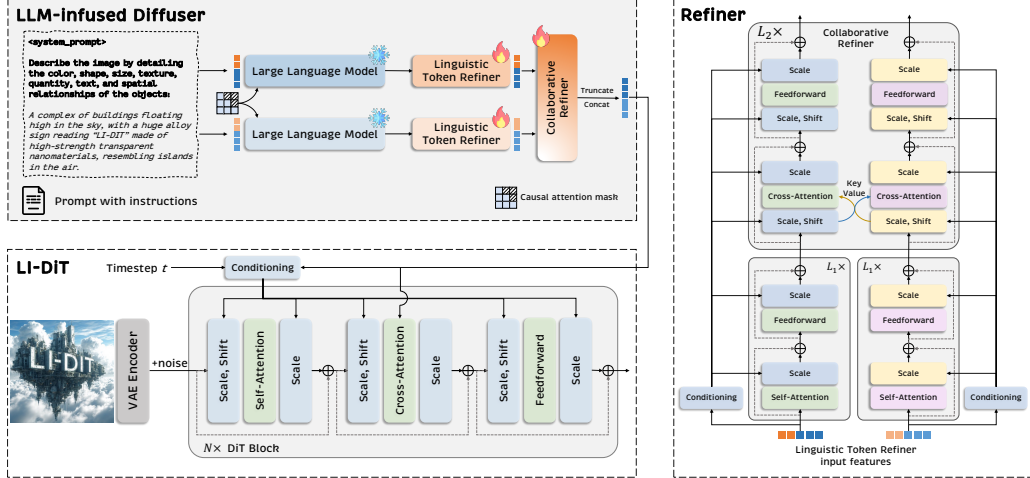 LLM-infused Diffuser
<system_prompt>
Describe the image by detailing
the color, shape, size, texture,
quantity, text, and spatial
relationships of the objects:
A complex of buildings floating
high in the sky, with a huge alloy
sign reading "LI-DIT" made of
high-strength transparent
nanomaterials, resembling islands
in the air.
Large Language Model
Linguistic
Token Refiner
Large Language Model
Linguistic
Token Refiner
Collaborative
Refiner
Truncate
Concat
Prompt with instructions
Causal attention mask
LI-DiT
Timestep t
Conditioning
LI-DIT
VAE Encoder
+noise
Scale, Shift
Self-Attention
Scale
Scale, Shift
Cross-Attention
Scale
Scale, Shift
Feedforward
Scale
N× DiT Block
Refiner
L₂×
Collaborative
Refiner
Scale
Scale
Feedforward
Feedforward
Scale, Shift
Scale, Shift
Scale
Scale
Key
Value
Cross-Attention
Cross-Attention
Scale, Shift
Scale, Shift
L₁×
L₁×
Scale
Scale
Feedforward
Feedforward
Scale
Scale
Conditioning
Self-Attention
Self-Attention
Conditioning
Linguistic Token Refiner
input features